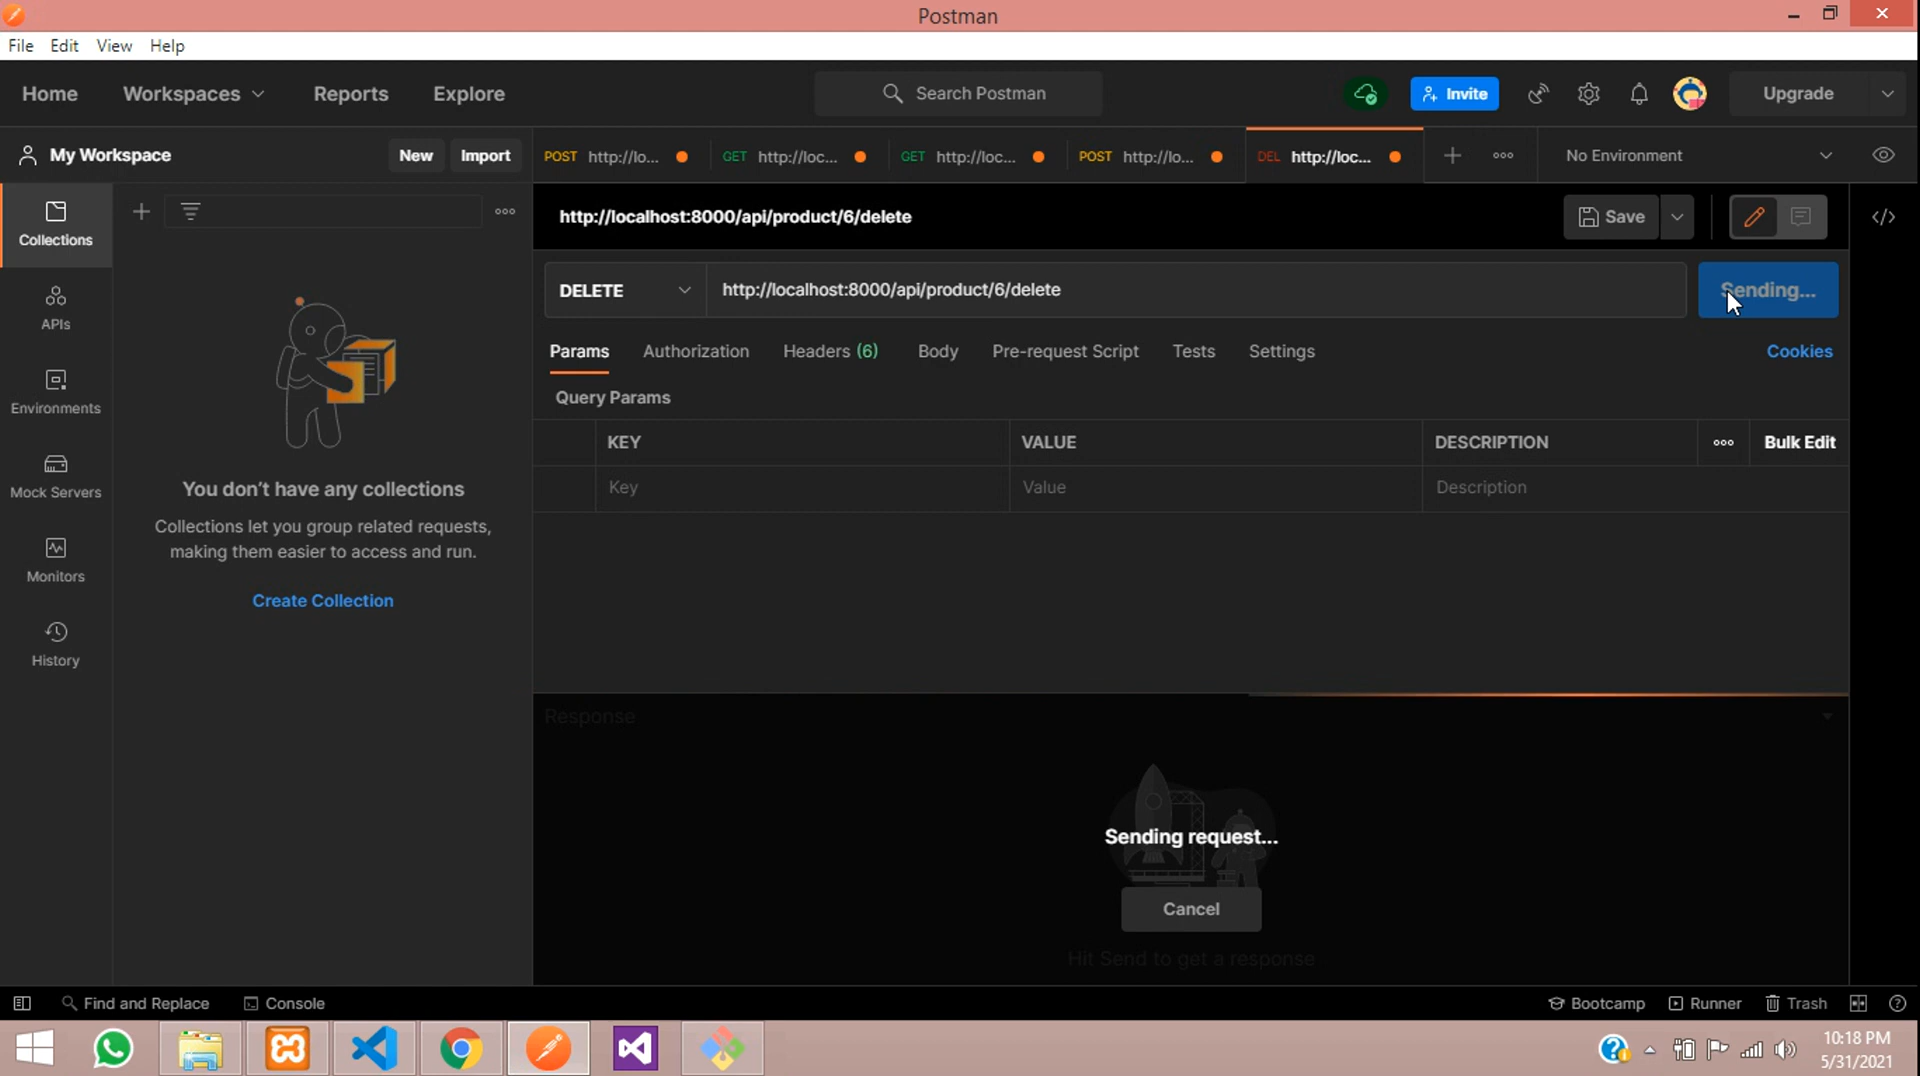 Postman
File Edit View Help
Home Workspaces Reports Explore
Search Postman
Invite
Upgrade
My Workspace
New
Import
POST http://lo...
GET http://loc...
GET http://loc...
POST http://lo...
DEL http://loc...
No Environment
Collections
APIs
Environments
Mock Servers
Monitors
History
You don't have any collections
Collections let you group related requests,
making them easier to access and run.
Create Collection
http://localhost:8000/api/product/6/delete
Save
DELETE
http://localhost:8000/api/product/6/delete
Sending...
Params Authorization Headers (6) Body Pre-request Script Tests Settings
Cookies
Query Params
KEY VALUE DESCRIPTION
Bulk Edit
Key Value Description
Response
Sending request...
Cancel
Hit Send to get a response
Find and Replace
Console
Bootcamp
Runner
Trash
10:18 PM
5/31/2021